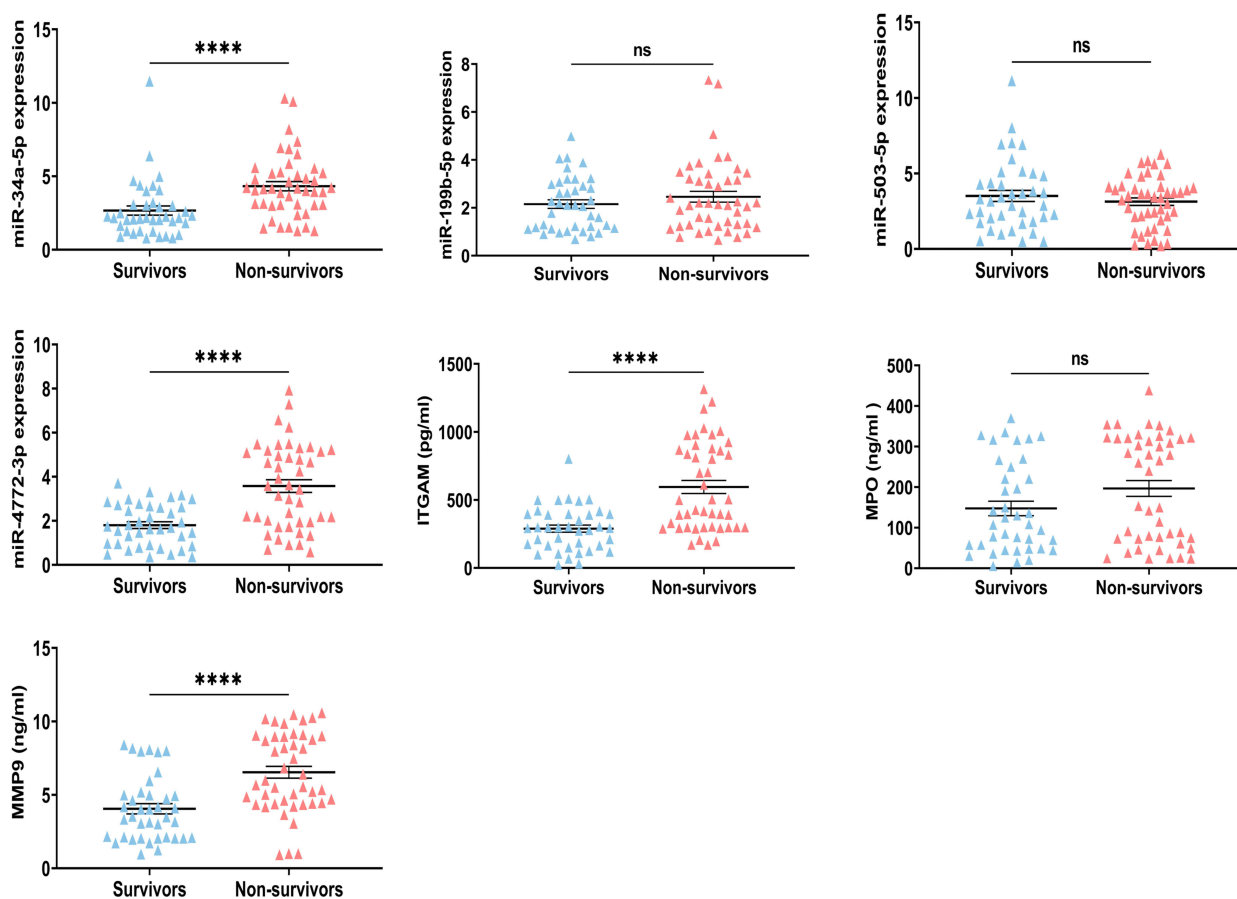 miR-34a-5p expression
15
10
5
0
****
Survivors
Non-survivors
miR-199b-5p expression
8
6
4
2
0
ns
Survivors
Non-survivors
miR-503-5p expression
15
10
5
0
ns
Survivors
Non-survivors
miR-4772-3p expression
10
8
6
4
2
0
****
Survivors
Non-survivors
ITGAM (pg/ml)
1500
1000
500
0
****
Survivors
Non-survivors
MPO (ng/ml )
500
400
300
200
100
0
ns
Survivors
Non-survivors
MMP9 (ng/ml)
15
10
5
0
****
Survivors
Non-survivors